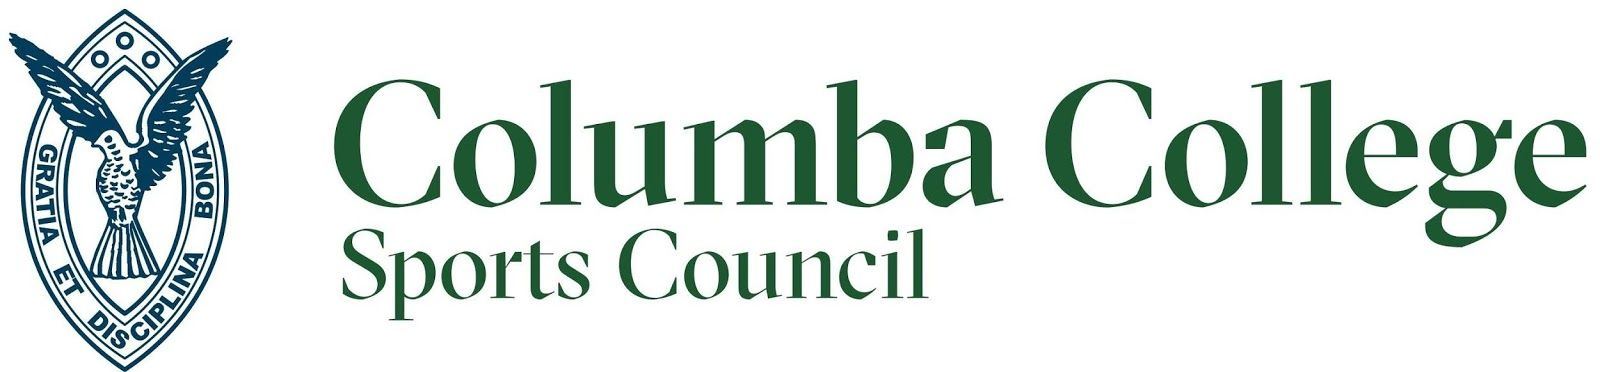 GRATIA ET DISCIPLINA BONA
Columba College
Sports Council